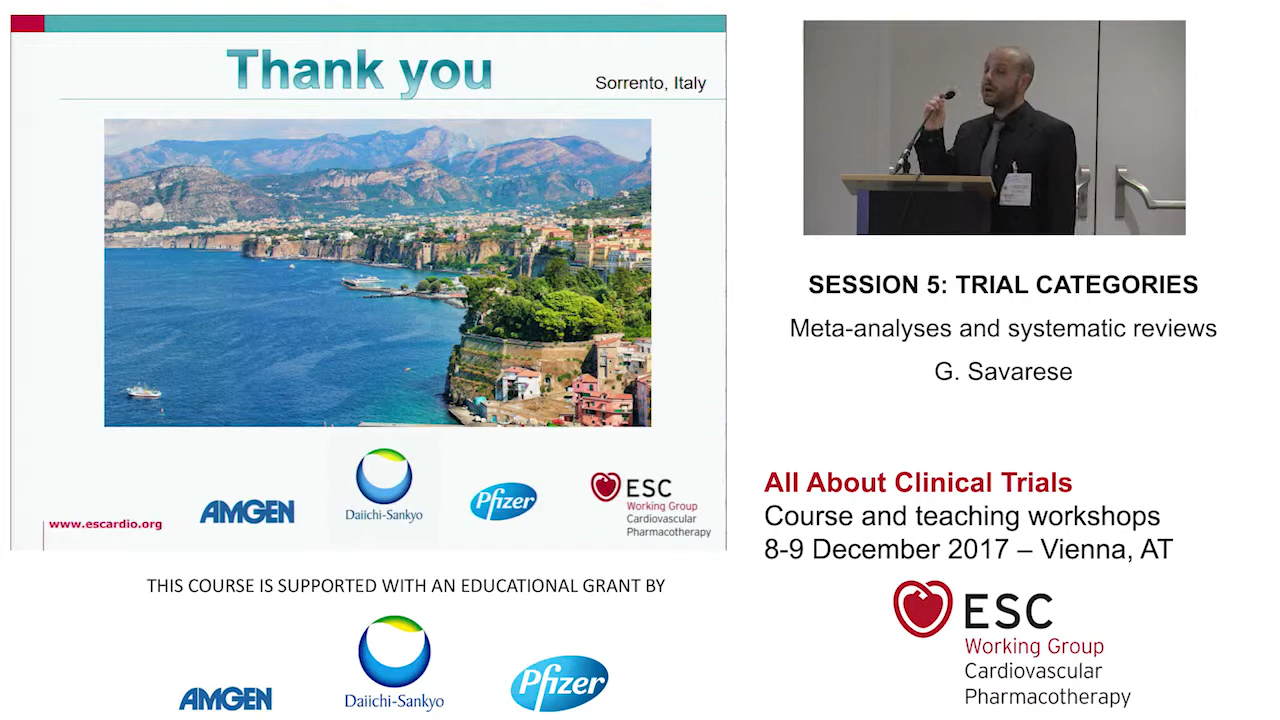 Thank you
Sorrento, Italy
AMGEN
Daiichi-Sankyo
Pfizer
ESC
Working Group
Cardiovascular
Pharmacotherapy
www.escardio.org
THIS COURSE IS SUPPORTED WITH AN EDUCATIONAL GRANT BY
AMGEN
Daiichi-Sankyo
Pfizer
SESSION 5: TRIAL CATEGORIES
Meta-analyses and systematic reviews
G. Savarese
All About Clinical Trials
Course and teaching workshops
8-9 December 2017 – Vienna, AT
ESC
Working Group
Cardiovascular
Pharmacotherapy